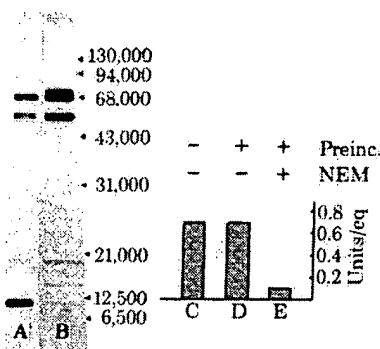 130,000
94,000
68,000
43,000
31,000
21,000
12,500
6,500
A B
- + + Preinc.
- - + NEM
0.8
0.6
0.4
0.2
Units/eq
C D E